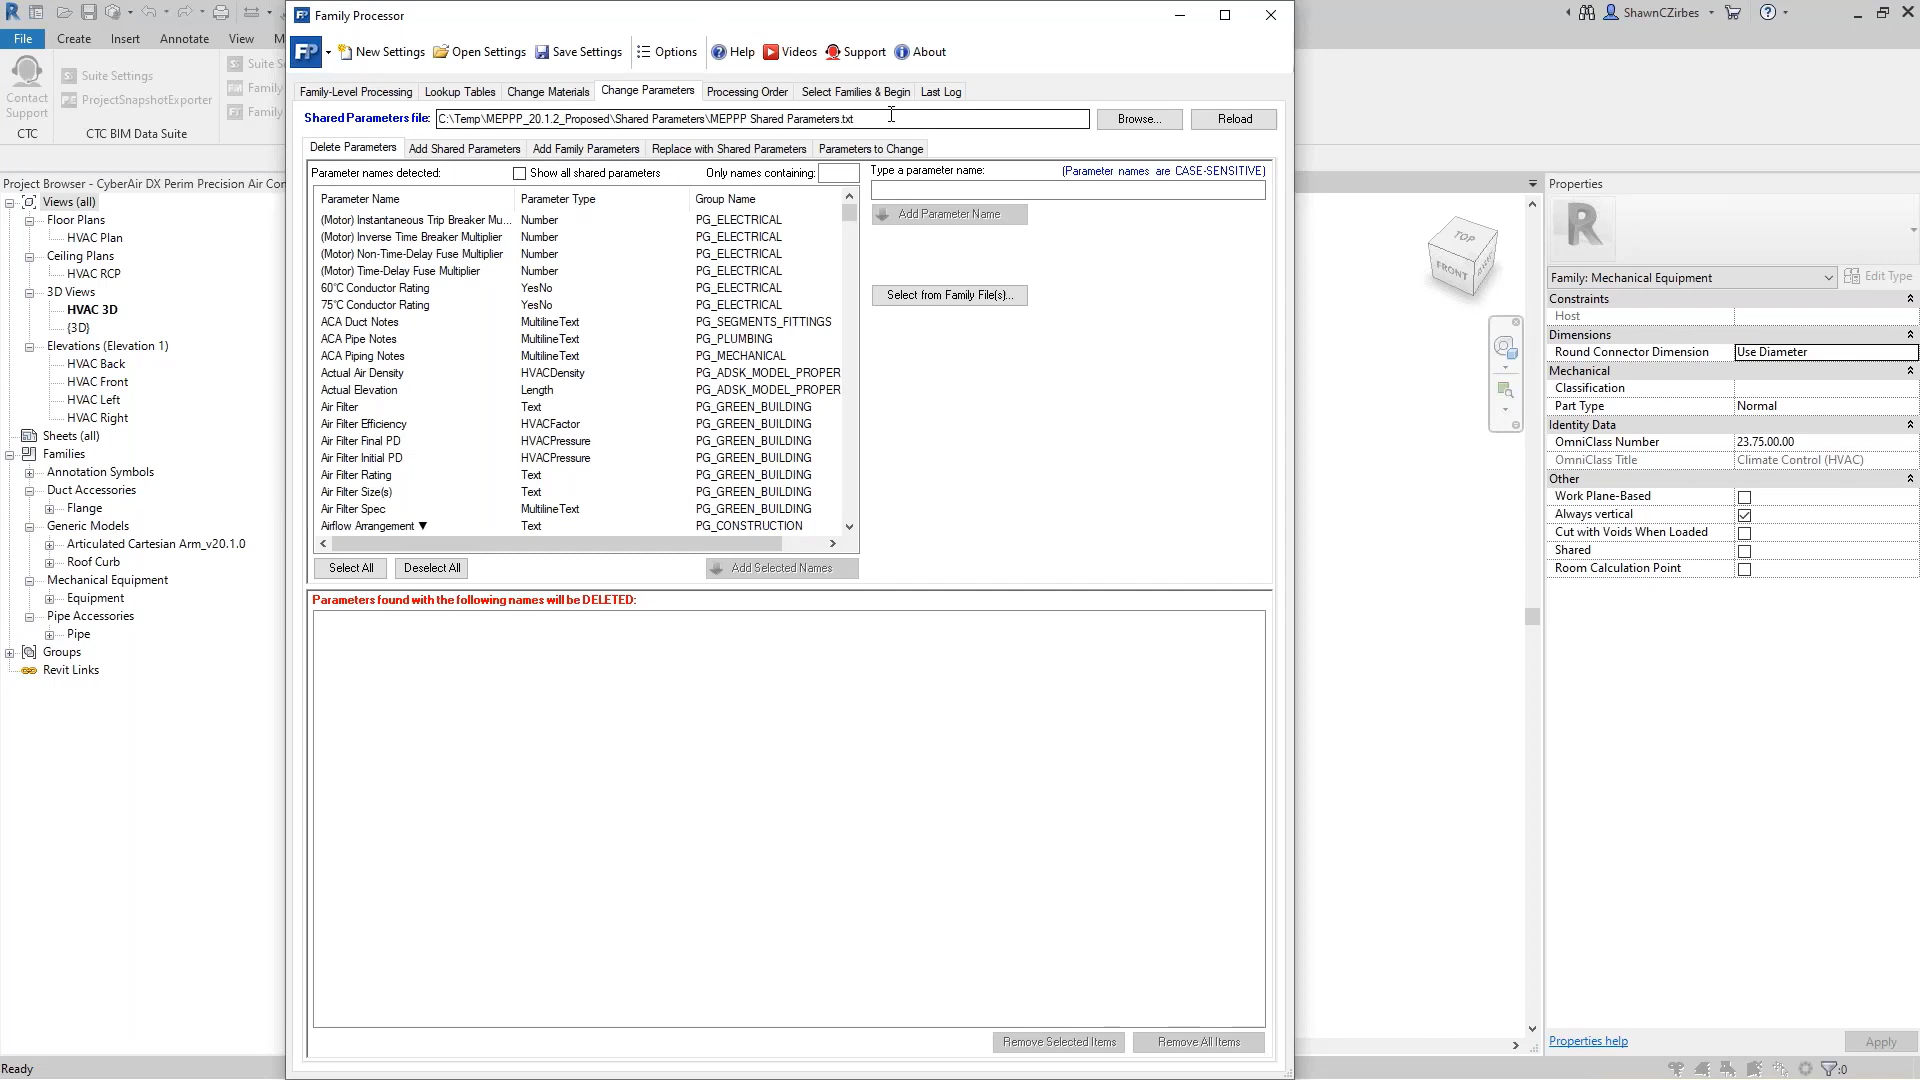 Family Processor
New Settings Open Settings Save Settings Options Help Videos Support About
Family-Level Processing Lookup Tables Change Materials Change Parameters Processing Order Select Families & Begin Last Log
Shared Parameters file: C:\Temp\MEPPP_20.1.2_Proposed\Shared Parameters\MEPPP Shared Parameters.txt Browse... Reload
Delete Parameters Add Shared Parameters Add Family Parameters Replace with Shared Parameters Parameters to Change
Parameter names detected: Show all shared parameters Only names containing:
Type a parameter name: (Parameter names are CASE-SENSITIVE)
Add Parameter Name
Select from Family File(s)...
Parameter Name Parameter Type Group Name
(Motor) Instantaneous Trip Breaker Mu... Number PG_ELECTRICAL
(Motor) Inverse Time Breaker Multiplier Number PG_ELECTRICAL
(Motor) Non-Time-Delay Fuse Multiplier Number PG_ELECTRICAL
(Motor) Time-Delay Fuse Multiplier Number PG_ELECTRICAL
60°C Conductor Rating YesNo PG_ELECTRICAL
75°C Conductor Rating YesNo PG_ELECTRICAL
ACA Duct Notes MultilineText PG_SEGMENTS_FITTINGS
ACA Pipe Notes MultilineText PG_PLUMBING
ACA Piping Notes MultilineText PG_MECHANICAL
Actual Air Density HVACDensity PG_ADSK_MODEL_PROPER
Actual Elevation Length PG_ADSK_MODEL_PROPER
Air Filter Text PG_GREEN_BUILDING
Air Filter Efficiency HVACFactor PG_GREEN_BUILDING
Air Filter Final PD HVACPressure PG_GREEN_BUILDING
Air Filter Initial PD HVACPressure PG_GREEN_BUILDING
Air Filter Rating Text PG_GREEN_BUILDING
Air Filter Size(s) Text PG_GREEN_BUILDING
Air Filter Spec MultilineText PG_GREEN_BUILDING
Airflow Arrangement ▼ Text PG_CONSTRUCTION
Select All Deselect All Add Selected Names
Parameters found with the following names will be DELETED:
Remove Selected Items Remove All Items
ShawnCZirbes
File Create Insert Annotate View M
Contact
Support
CTC
Suite Settings
ProjectSnapshotExporter
CTC BIM Data Suite
Suite S
Family
Family
Project Browser - CyberAir DX Perim Precision Air Con
Views (all)
Floor Plans
HVAC Plan
Ceiling Plans
HVAC RCP
3D Views
HVAC 3D
{3D}
Elevations (Elevation 1)
HVAC Back
HVAC Front
HVAC Left
HVAC Right
Sheets (all)
Families
Annotation Symbols
Duct Accessories
Flange
Generic Models
Articulated Cartesian Arm_v20.1.0
Roof Curb
Mechanical Equipment
Equipment
Pipe Accessories
Pipe
Groups
Revit Links
Ready
TOP
FRONT
Properties
Family: Mechanical Equipment Edit Type
Constraints
Host
Dimensions
Round Connector Dimension Use Diameter
Mechanical
Classification
Part Type Normal
Identity Data
OmniClass Number 23.75.00.00
OmniClass Title Climate Control (HVAC)
Other
Work Plane-Based
Always vertical
Cut with Voids When Loaded
Shared
Room Calculation Point
Properties help Apply
:0